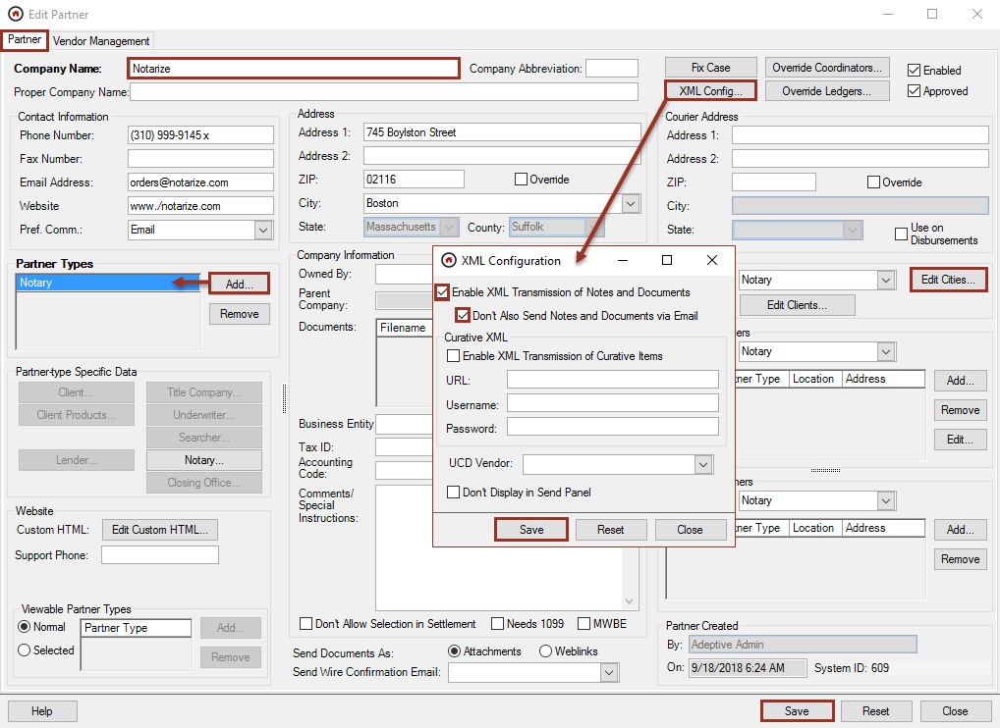 Edit Partner
Partner
Vendor Management
Company Name: Notarize
Company Abbreviation:
Fix Case
Override Coordinators...
Enabled
Proper Company Name:
XML Config...
Override Ledgers...
Approved
Contact Information
Phone Number: (310) 999-9145 x
Fax Number:
Email Address: orders@notarize.com
Website www./notarize.com
Pref. Comm.: Email
Address
Address 1: 745 Boylston Street
Address 2:
ZIP: 02116
Override
City: Boston
State: Massachusetts
County: Suffolk
Courier Address
Address 1:
Address 2:
ZIP:
Override
City:
State:
Use on
Disbursements
Partner Types
Notary
Add...
Remove
Company Information
Owned By:
Parent
Company:
Documents:
Filename
Business Entity
Tax ID:
Accounting
Code:
Comments/
Special
Instructions:
XML Configuration
Enable XML Transmission of Notes and Documents
Don't Also Send Notes and Documents via Email
Curative XML
Enable XML Transmission of Curative Items
URL:
Username:
Password:
UCD Vendor:
Don't Display in Send Panel
Save
Reset
Close
Notary
Edit Cities...
Edit Clients...
ers
Notary
ner Type
Location
Address
Add...
Remove
Edit...
ners
Notary
ner Type
Location
Address
Add...
Remove
Partner-type Specific Data
Client...
Title Company...
Client Products...
Underwriter...
Searcher...
Lender...
Notary...
Closing Office...
Website
Custom HTML:
Edit Custom HTML...
Support Phone:
Viewable Partner Types
Normal
Selected
Partner Type
Add...
Remove
Don't Allow Selection in Settlement
Needs 1099
MWBE
Send Documents As:
Attachments
Weblinks
Send Wire Confirmation Email:
Partner Created
By: Adeptive Admin
On: 9/18/2018 6:24 AM
System ID: 609
Help
Save
Reset
Close